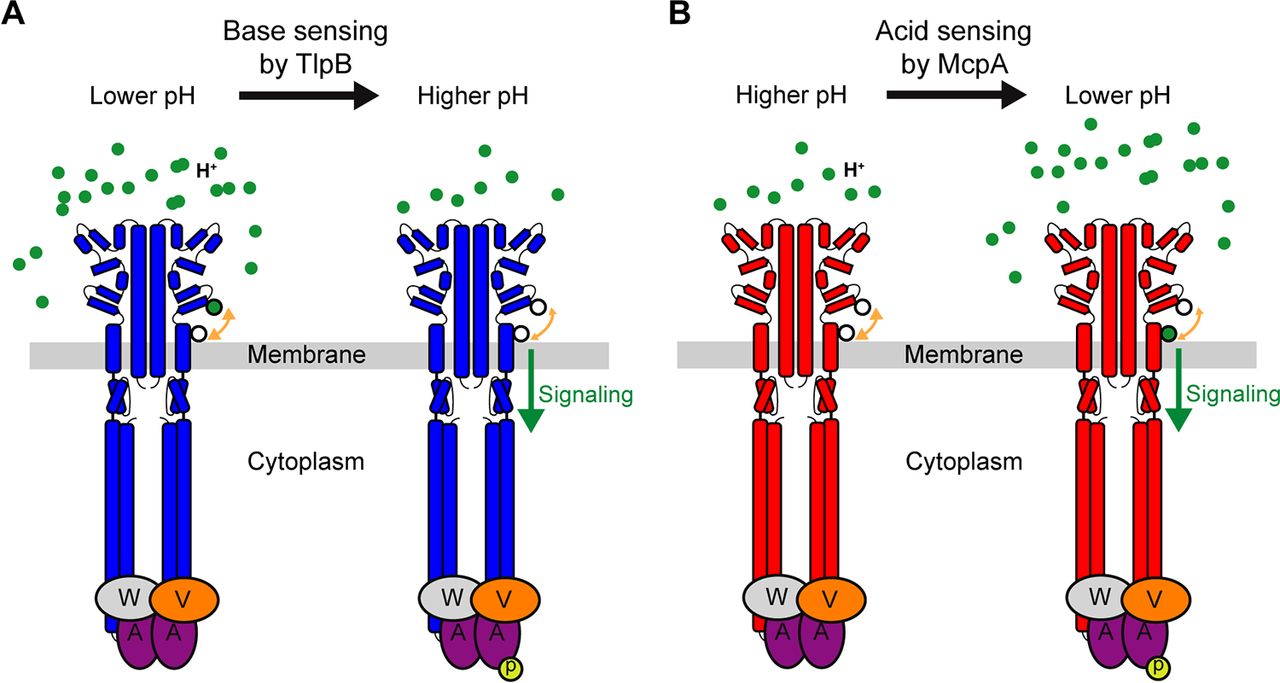 A
Base sensing
by TlpB
Lower pH
Higher pH
H+
Membrane
Signaling
Cytoplasm
W
V
A
A
W
V
A
A
p
B
Acid sensing
by McpA
Higher pH
Lower pH
H+
Membrane
Signaling
Cytoplasm
W
V
A
A
W
V
A
A
p